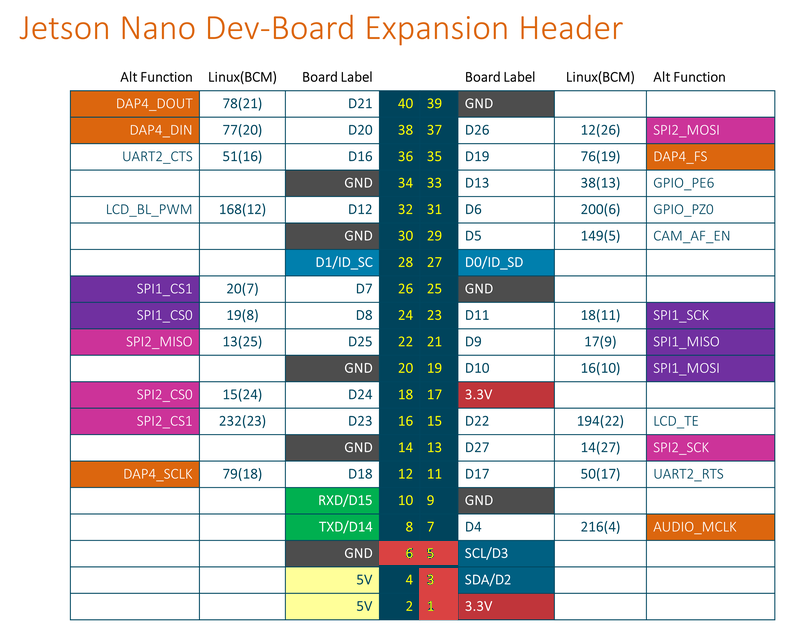 Jetson Nano Dev-Board Expansion Header
Alt Function Linux(BCM) Board Label Board Label Linux(BCM) Alt Function
DAP4_DOUT 78(21) D21 40 39 GND
DAP4_DIN 77(20) D20 38 37 D26 12(26) SPI2_MOSI
UART2_CTS 51(16) D16 36 35 D19 76(19) DAP4_FS
GND 34 33 D13 38(13) GPIO_PE6
LCD_BL_PWM 168(12) D12 32 31 D6 200(6) GPIO_PZ0
GND 30 29 D5 149(5) CAM_AF_EN
D1/ID_SC 28 27 D0/ID_SD
SPI1_CS1 20(7) D7 26 25 GND
SPI1_CS0 19(8) D8 24 23 D11 18(11) SPI1_SCK
SPI2_MISO 13(25) D25 22 21 D9 17(9) SPI1_MISO
GND 20 19 D10 16(10) SPI1_MOSI
SPI2_CS0 15(24) D24 18 17 3.3V
SPI2_CS1 232(23) D23 16 15 D22 194(22) LCD_TE
GND 14 13 D27 14(27) SPI2_SCK
DAP4_SCLK 79(18) D18 12 11 D17 50(17) UART2_RTS
RXD/D15 10 9 GND
TXD/D14 8 7 D4 216(4) AUDIO_MCLK
GND 6 5 SCL/D3
5V 4 3 SDA/D2
5V 2 1 3.3V